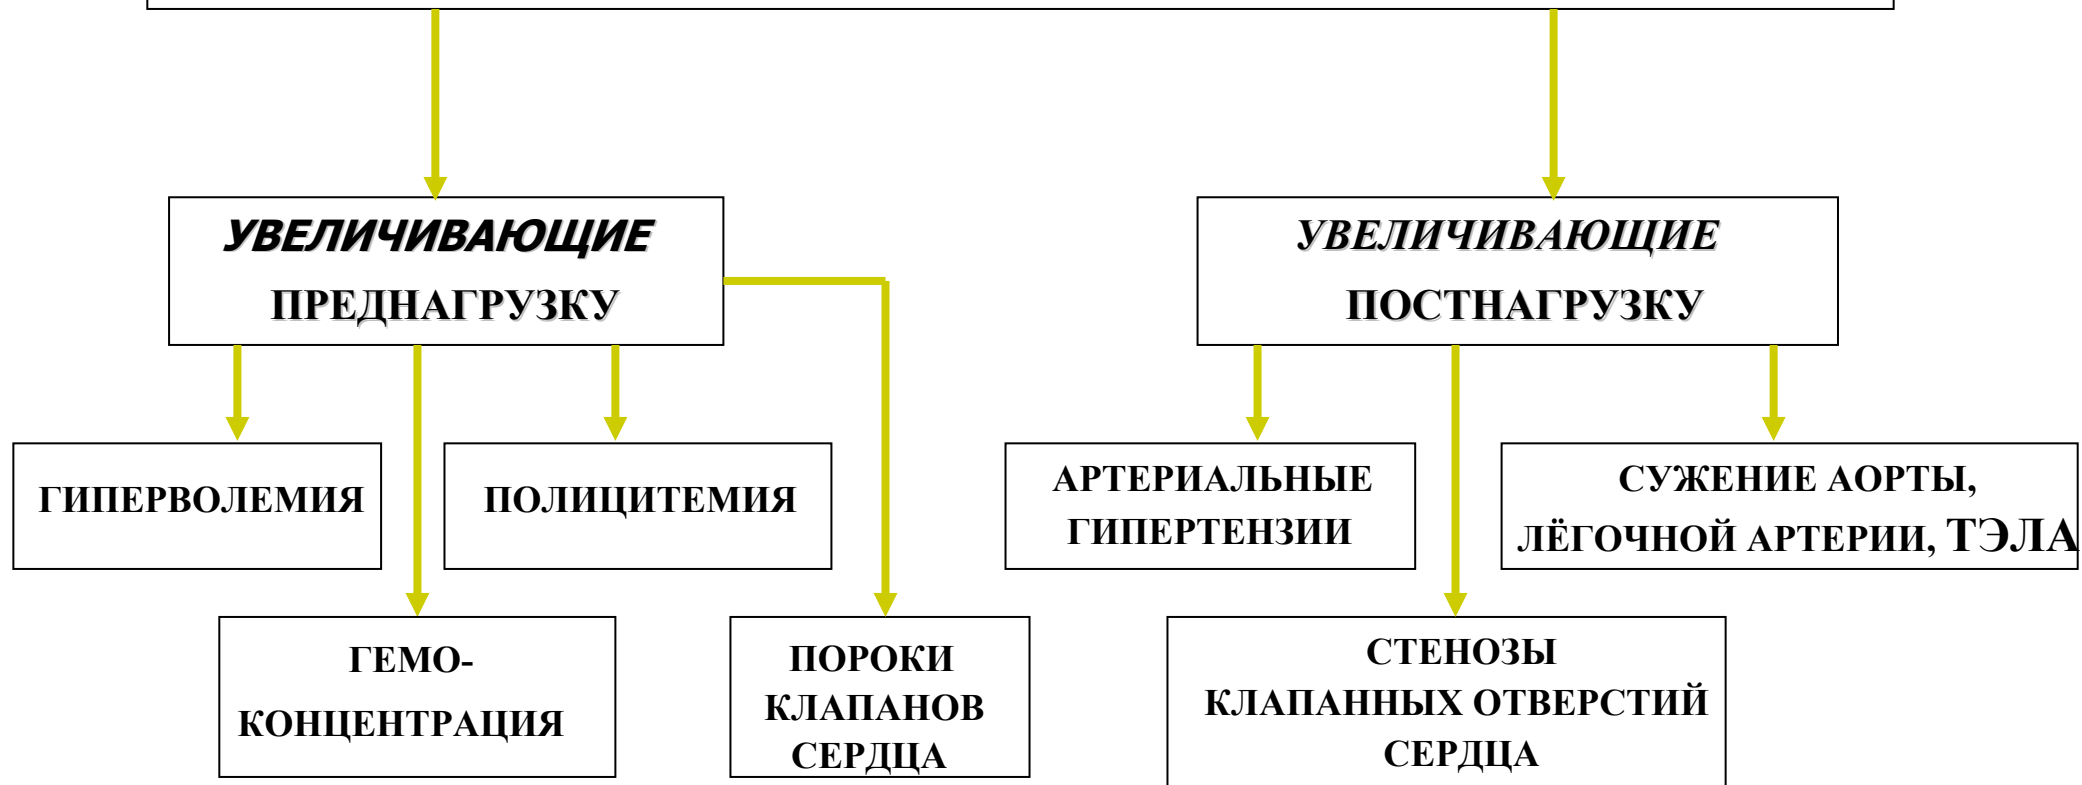 УВЕЛИЧИВАЮЩИЕ
ПРЕДНАГРУЗКУ
УВЕЛИЧИВАЮЩИЕ
ПОСТНАГРУЗКУ
ГИПЕРВОЛЕМИЯ
ПОЛИЦИТЕМИЯ
АРТЕРИАЛЬНЫЕ
ГИПЕРТЕНЗИИ
СУЖЕНИЕ АОРТЫ,
ЛЁГОЧНОЙ АРТЕРИИ, ТЭЛА
ГЕМО-
КОНЦЕНТРАЦИЯ
ПОРОКИ
КЛАПАНОВ
СЕРДЦА
СТЕНОЗЫ
КЛАПАННЫХ ОТВЕРСТИЙ
СЕРДЦА